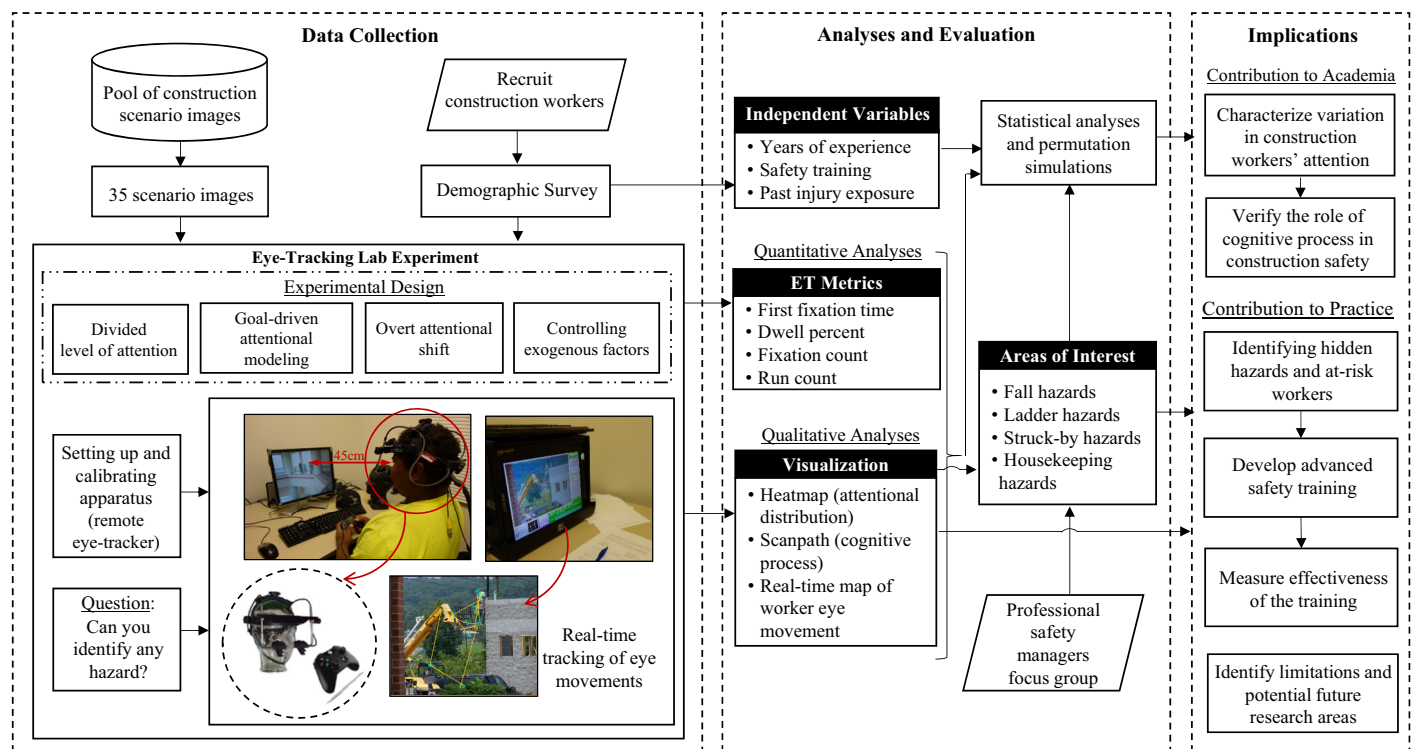 Data Collection
Pool of construction
scenario images
Recruit
construction workers
35 scenario images
Demographic Survey
Eye-Tracking Lab Experiment
Experimental Design
Divided
level of attention
Goal-driven
attentional
modeling
Overt attentional
shift
Controlling
exogenous factors
Setting up and
calibrating
apparatus
(remote
eye-tracker)
45cm
Question:
Can you
identify any
hazard?
Real-time
tracking of eye
movements
Analyses and Evaluation
Independent Variables
• Years of experience
• Safety training
• Past injury exposure
Statistical analyses
and permutation
simulations
Quantitative Analyses
ET Metrics
• First fixation time
• Dwell percent
• Fixation count
• Run count
Areas of Interest
• Fall hazards
• Ladder hazards
• Struck-by hazards
• Housekeeping
hazards
Qualitative Analyses
Visualization
• Heatmap (attentional
distribution)
• Scanpath (cognitive
process)
• Real-time map of
worker eye
movement
Professional
safety
managers
focus group
Implications
Contribution to Academia
Characterize variation
in construction
workers’ attention
Verify the role of
cognitive process in
construction safety
Contribution to Practice
Identifying hidden
hazards and at-risk
workers
Develop advanced
safety training
Measure effectiveness
of the training
Identify limitations and
potential future
research areas